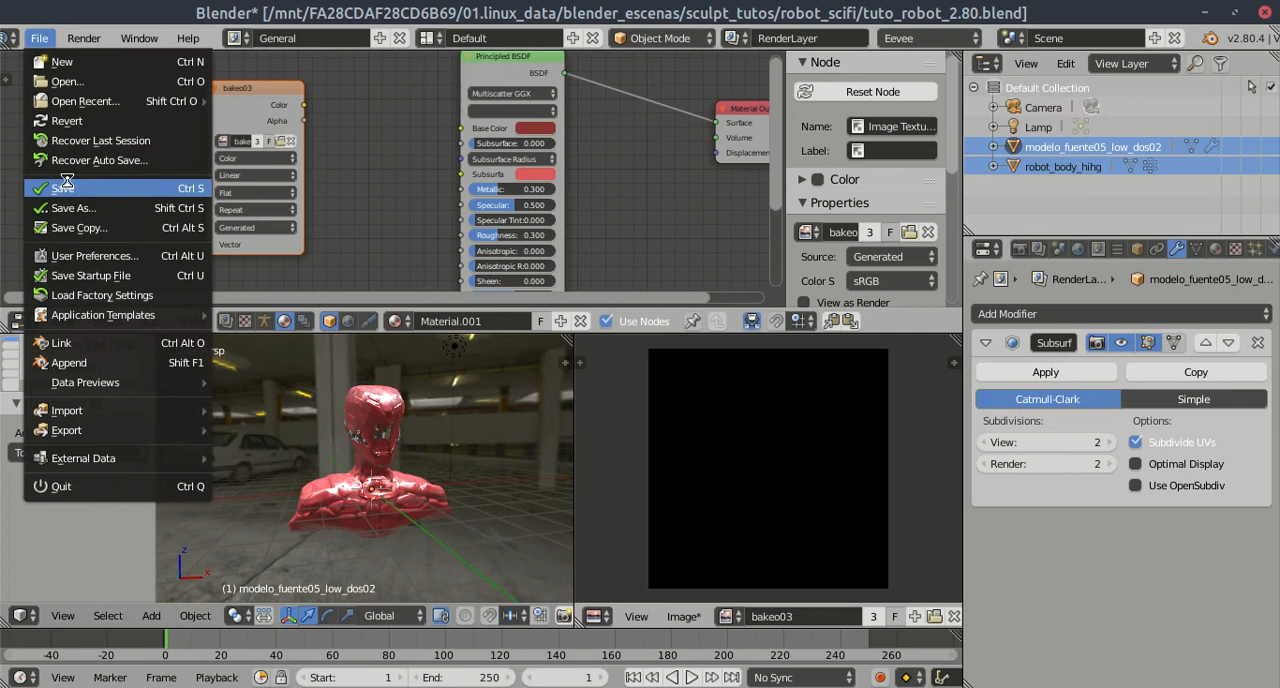 Blender* [/mnt/FA28CDAF28CD6B69/01.linux_data/blender_escenas/sculpt_tutos/robot_scifi/tuto_robot_2.80.blend]
File Render Window Help General Default Object Mode RenderLayer Eevee Scene v2.80.4 | V
New Ctrl N
Open... Ctrl O
Open Recent... Shift Ctrl O
Revert
Recover Last Session
Recover Auto Save...
Save Ctrl S
Save As... Shift Ctrl S
Save Copy... Ctrl Alt S
User Preferences... Ctrl Alt U
Save Startup File Ctrl U
Load Factory Settings
Application Templates
Link Ctrl Alt O
Append Shift F1
Data Previews
Import
Export
External Data
Quit Ctrl Q
bakeo03
Color
Alpha
bake 3 F
Color
Linear
Flat
Repeat
Generated
Vector
Principled BSDF
BSDF
Multiscatter GGX
Base Color
Subsurface: 0.000
Subsurface Radius
Subsurfa
Metallic: 0.300
Specular: 0.500
Specular Tint:0.000
Roughness: 0.300
Anisotropic: 0.000
Anisotropic R:0.000
Sheen: 0.000
Material Ou
Surface
Volume
Displacemen
Node
Reset Node
Name: Image Textu...
Label:
Color
Properties
bakeo 3 F
Source: Generated
Color S sRGB
View as Render
Material.001 F Use Nodes
View Edit View Layer
Default Collection
Camera
Lamp
modelo_fuente05_low_dos02
robot_body_hihg
RenderLa... modelo_fuente05_low_d...
Add Modifier
Subsurf
Apply Copy
Catmull-Clark Simple
Subdivisions: Options:
View: 2 Subdivide UVs
Render: 2 Optimal Display
Use OpenSubdiv
rsp
z
x
(1) modelo_fuente05_low_dos02
View Select Add Object Global
View Image* bakeo03 3 F
-40 -20 0 20 40 60 80 100 120 140 160 180 200 220 240 260
View Marker Frame Playback Start: 1 End: 250 1 No Sync